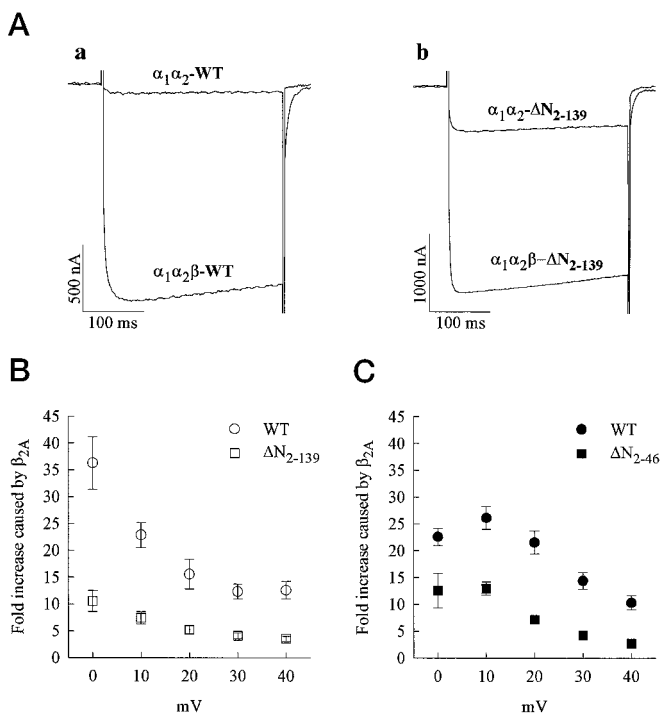 A
a
b
α₁α₂-WT
α₁α₂-ΔN₂₋₁₃₉
α₁α₂β-WT
α₁α₂β-ΔN₂₋₁₃₉
500 nA
100 ms
1000 nA
100 ms
B
C
45
40
35
30
25
20
15
10
5
0
Fold increase caused by β₂A
WT
ΔN₂₋₁₃₉
0 10 20 30 40
mV
45
40
35
30
25
20
15
10
5
0
Fold increase caused by β₂A
WT
ΔN₂₋₄₆
0 10 20 30 40
mV